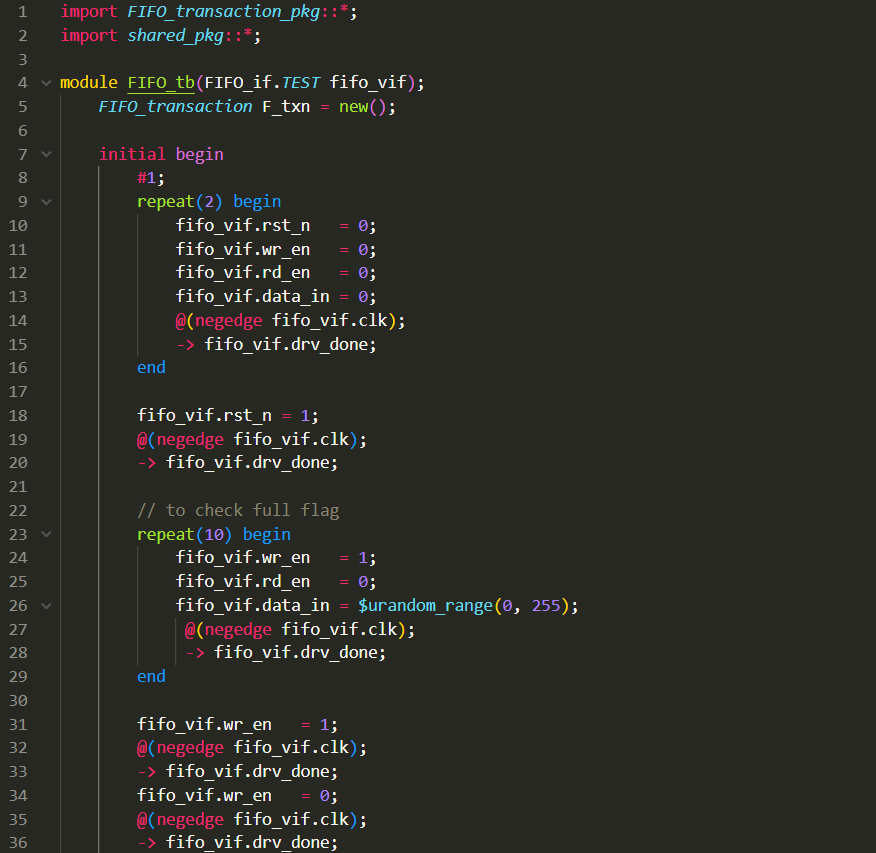 1 import FIFO_transaction_pkg::*;
2 import shared_pkg::*;
3
4 module FIFO_tb(FIFO_if.TEST fifo_vif);
5     FIFO_transaction F_txn = new();
6
7     initial begin
8         #1;
9         repeat(2) begin
10             fifo_vif.rst_n   = 0;
11             fifo_vif.wr_en   = 0;
12             fifo_vif.rd_en   = 0;
13             fifo_vif.data_in = 0;
14             @(negedge fifo_vif.clk);
15             -> fifo_vif.drv_done;
16         end
17
18         fifo_vif.rst_n = 1;
19         @(negedge fifo_vif.clk);
20         -> fifo_vif.drv_done;
21
22         // to check full flag
23         repeat(10) begin
24             fifo_vif.wr_en   = 1;
25             fifo_vif.rd_en   = 0;
26             fifo_vif.data_in = $urandom_range(0, 255);
27              @(negedge fifo_vif.clk);
28              -> fifo_vif.drv_done;
29         end
30
31         fifo_vif.wr_en   = 1;
32         @(negedge fifo_vif.clk);
33         -> fifo_vif.drv_done;
34         fifo_vif.wr_en   = 0;
35         @(negedge fifo_vif.clk);
36         -> fifo_vif.drv_done;